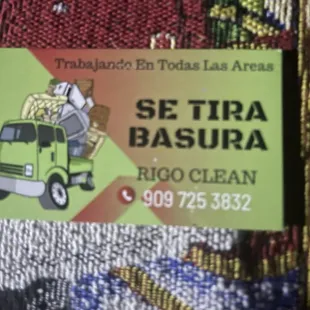 Trabajando En Todas Las Areas
SE TIRA
BASURA
RIGO CLEAN
909 725 3832